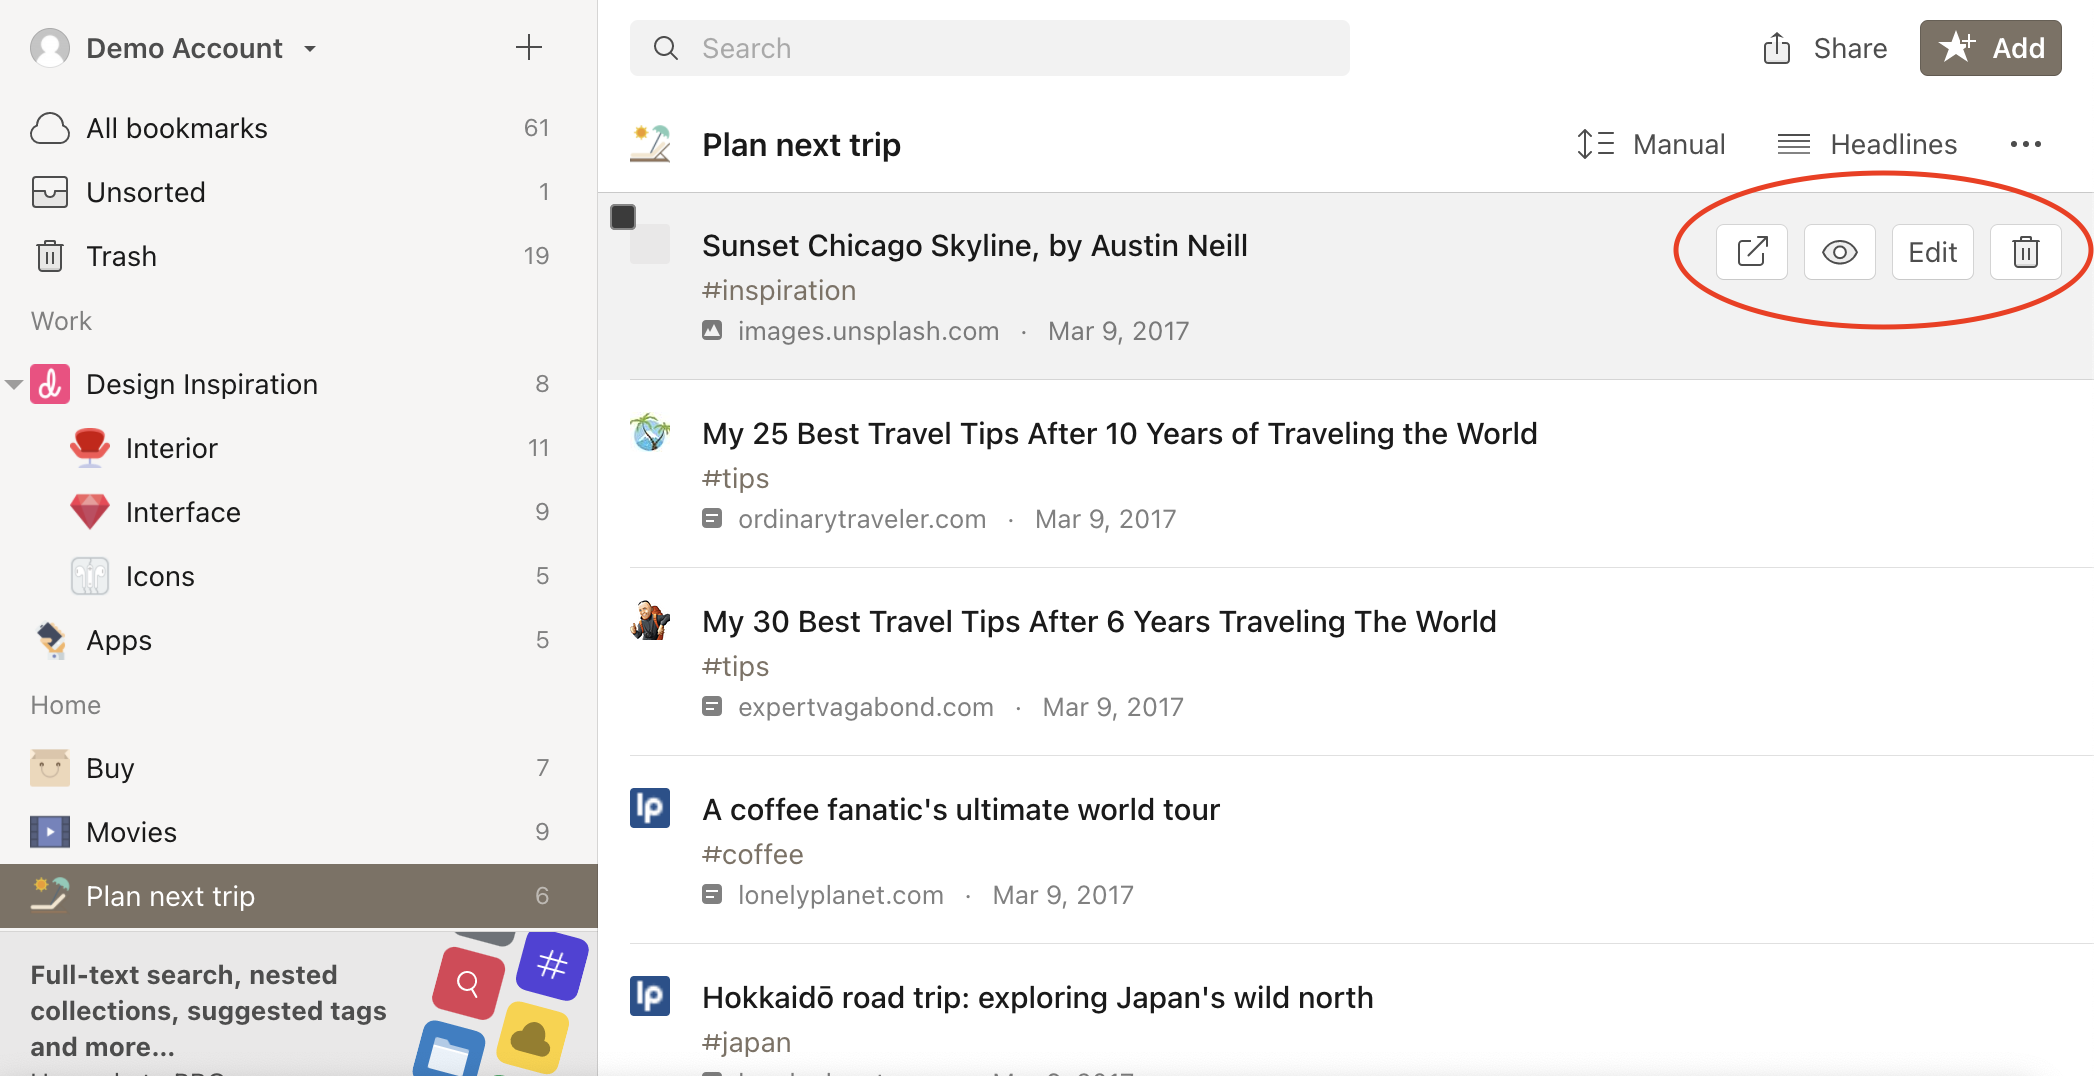 Demo Account
All bookmarks 61
Unsorted 1
Trash 19
Work
Design Inspiration 8
Interior 11
Interface 9
Icons 5
Apps 5
Home
Buy 7
Movies 9
Plan next trip 6
Full-text search, nested
collections, suggested tags
and more...
Search
Share
Add
Plan next trip
Manual
Headlines
Sunset Chicago Skyline, by Austin Neill
Edit
#inspiration
images.unsplash.com · Mar 9, 2017
My 25 Best Travel Tips After 10 Years of Traveling the World
#tips
ordinarytraveler.com · Mar 9, 2017
My 30 Best Travel Tips After 6 Years Traveling The World
#tips
expertvagabond.com · Mar 9, 2017
lp
A coffee fanatic's ultimate world tour
#coffee
lonelyplanet.com · Mar 9, 2017
lp
Hokkaidō road trip: exploring Japan's wild north
#japan